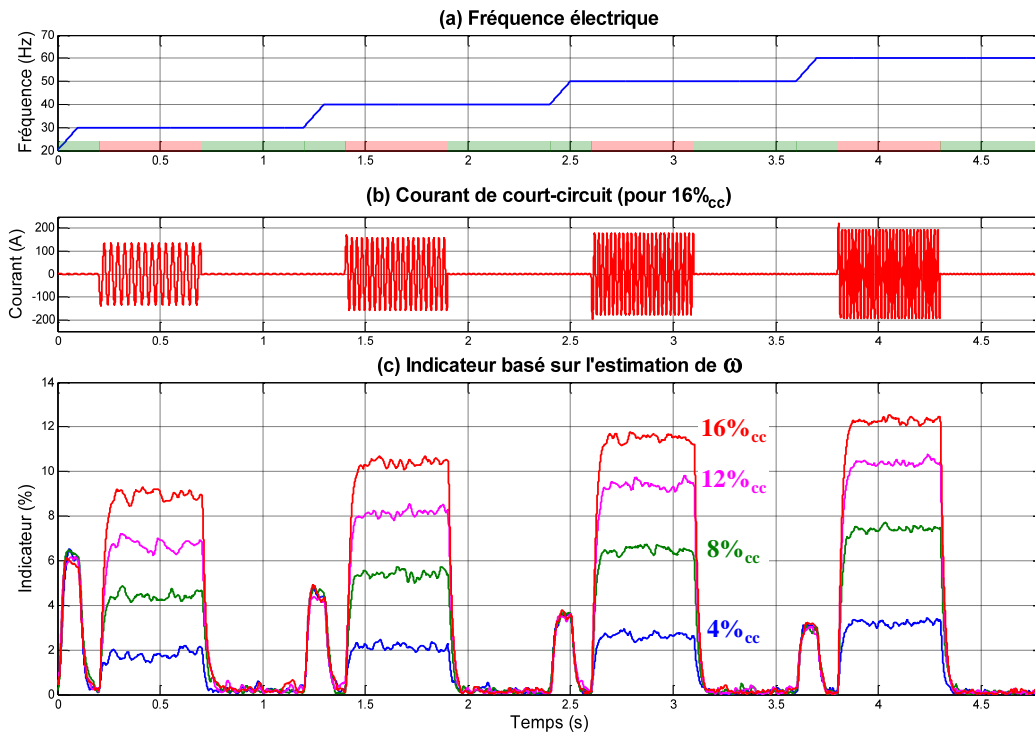 (a) Fréquence électrique
Fréquence (Hz)
70
60
50
40
30
20
0 0.5 1 1.5 2 2.5 3 3.5 4 4.5
(b) Courant de court-circuit (pour 16%cc)
Courant (A)
200
100
0
-100
-200
0 0.5 1 1.5 2 2.5 3 3.5 4 4.5
(c) Indicateur basé sur l'estimation de ω
Indicateur (%)
14
12
10
8
6
4
2
0
16%cc
12%cc
8%cc
4%cc
0 0.5 1 1.5 2 2.5 3 3.5 4 4.5
Temps (s)